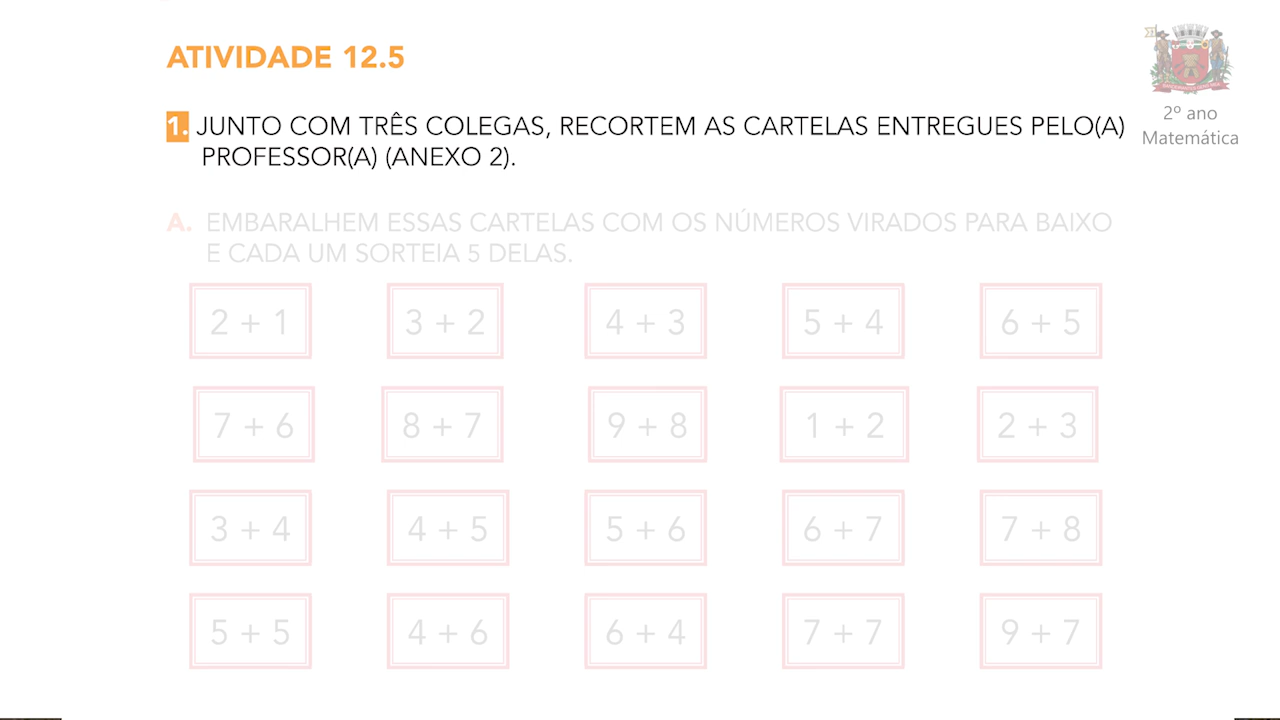 ATIVIDADE 12.5
2º ano
Matemática
1. JUNTO COM TRÊS COLEGAS, RECORTEM AS CARTELAS ENTREGUES PELO(A)
PROFESSOR(A) (ANEXO 2).
A. EMBARALHEM ESSAS CARTELAS COM OS NÚMEROS VIRADOS PARA BAIXO
E CADA UM SORTEIA 5 DELAS.
2 + 1 3 + 2 4 + 3 5 + 4 6 + 5
7 + 6 8 + 7 9 + 8 1 + 2 2 + 3
3 + 4 4 + 5 5 + 6 6 + 7 7 + 8
5 + 5 4 + 6 6 + 4 7 + 7 9 + 7